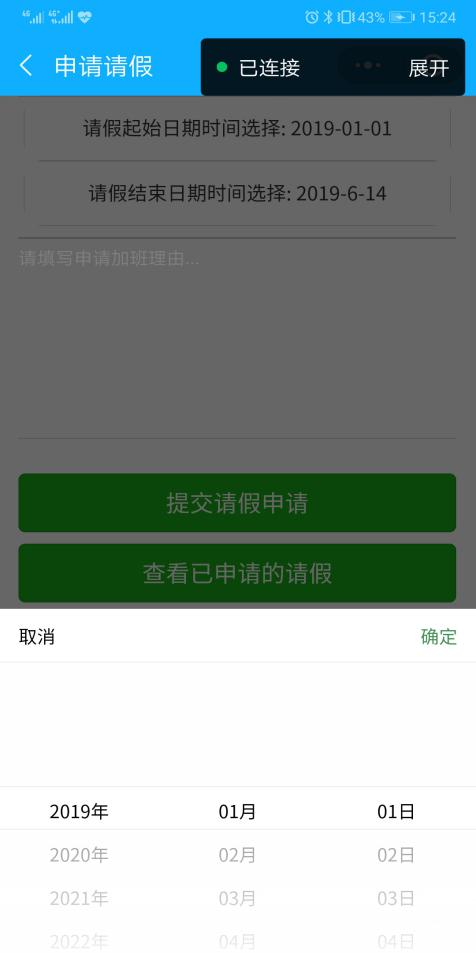 4G 4G+ 43% 15:24
申请请假
已连接 展开
请假起始日期时间选择: 2019-01-01
请假结束日期时间选择: 2019-6-14
请填写申请加班理由...
提交请假申请
查看已申请的请假
取消 确定
2019年 01月 01日
2020年 02月 02日
2021年 03月 03日
2022年 04月 04日